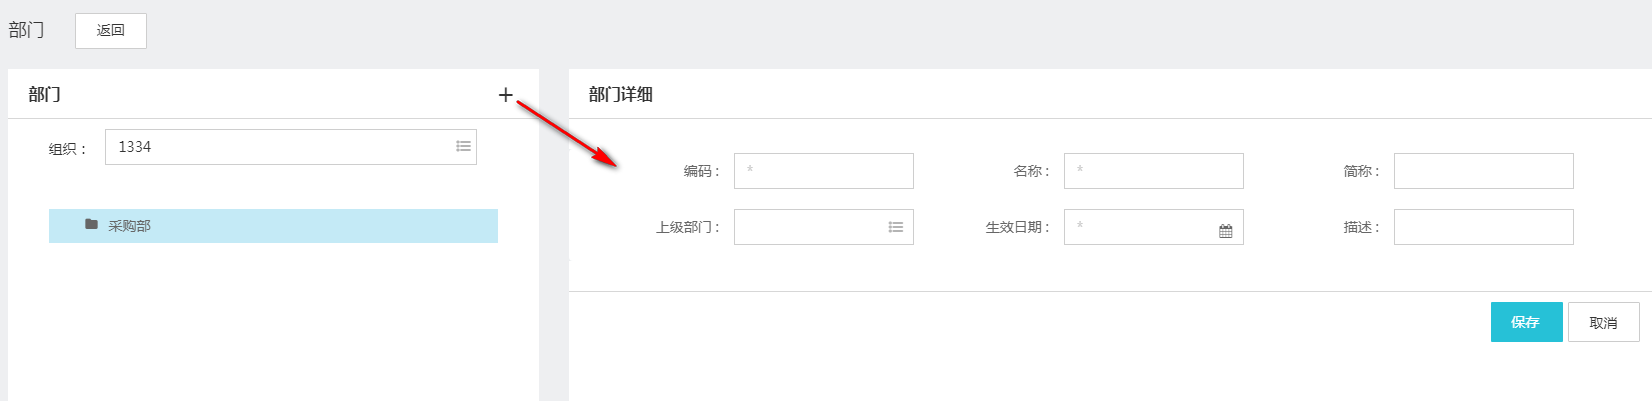 部门 返回
部门 +
组织： 1334
采购部
部门详细
编码： * 名称： * 简称：
上级部门： 生效日期： * 描述：
保存 取消